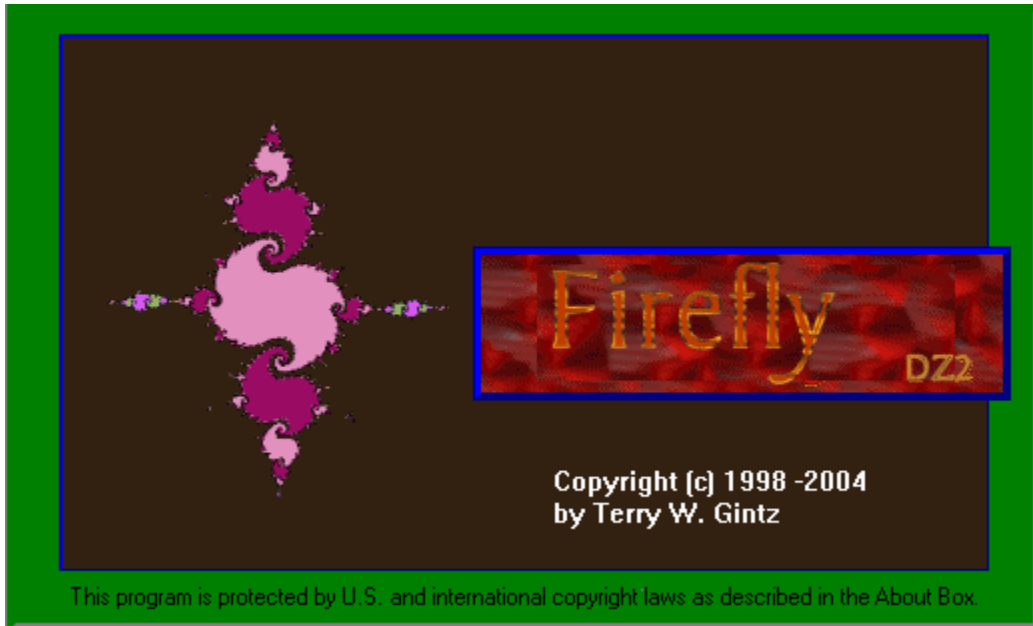 Firefly
DZ2
Copyright (c) 1998 -2004
by Terry W. Gintz
This program is protected by U.S. and international copyright laws as described in the About Box.